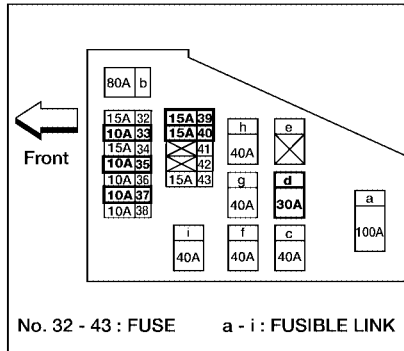 80A b
15A 32
10A 33
15A 34
10A 35
10A 36
10A 37
10A 38
15A 39
15A 40
41
42
15A 43
Front
h
40A
e
g
40A
d
30A
a
100A
i
40A
f
40A
c
40A
No. 32 - 43 : FUSE a - i : FUSIBLE LINK